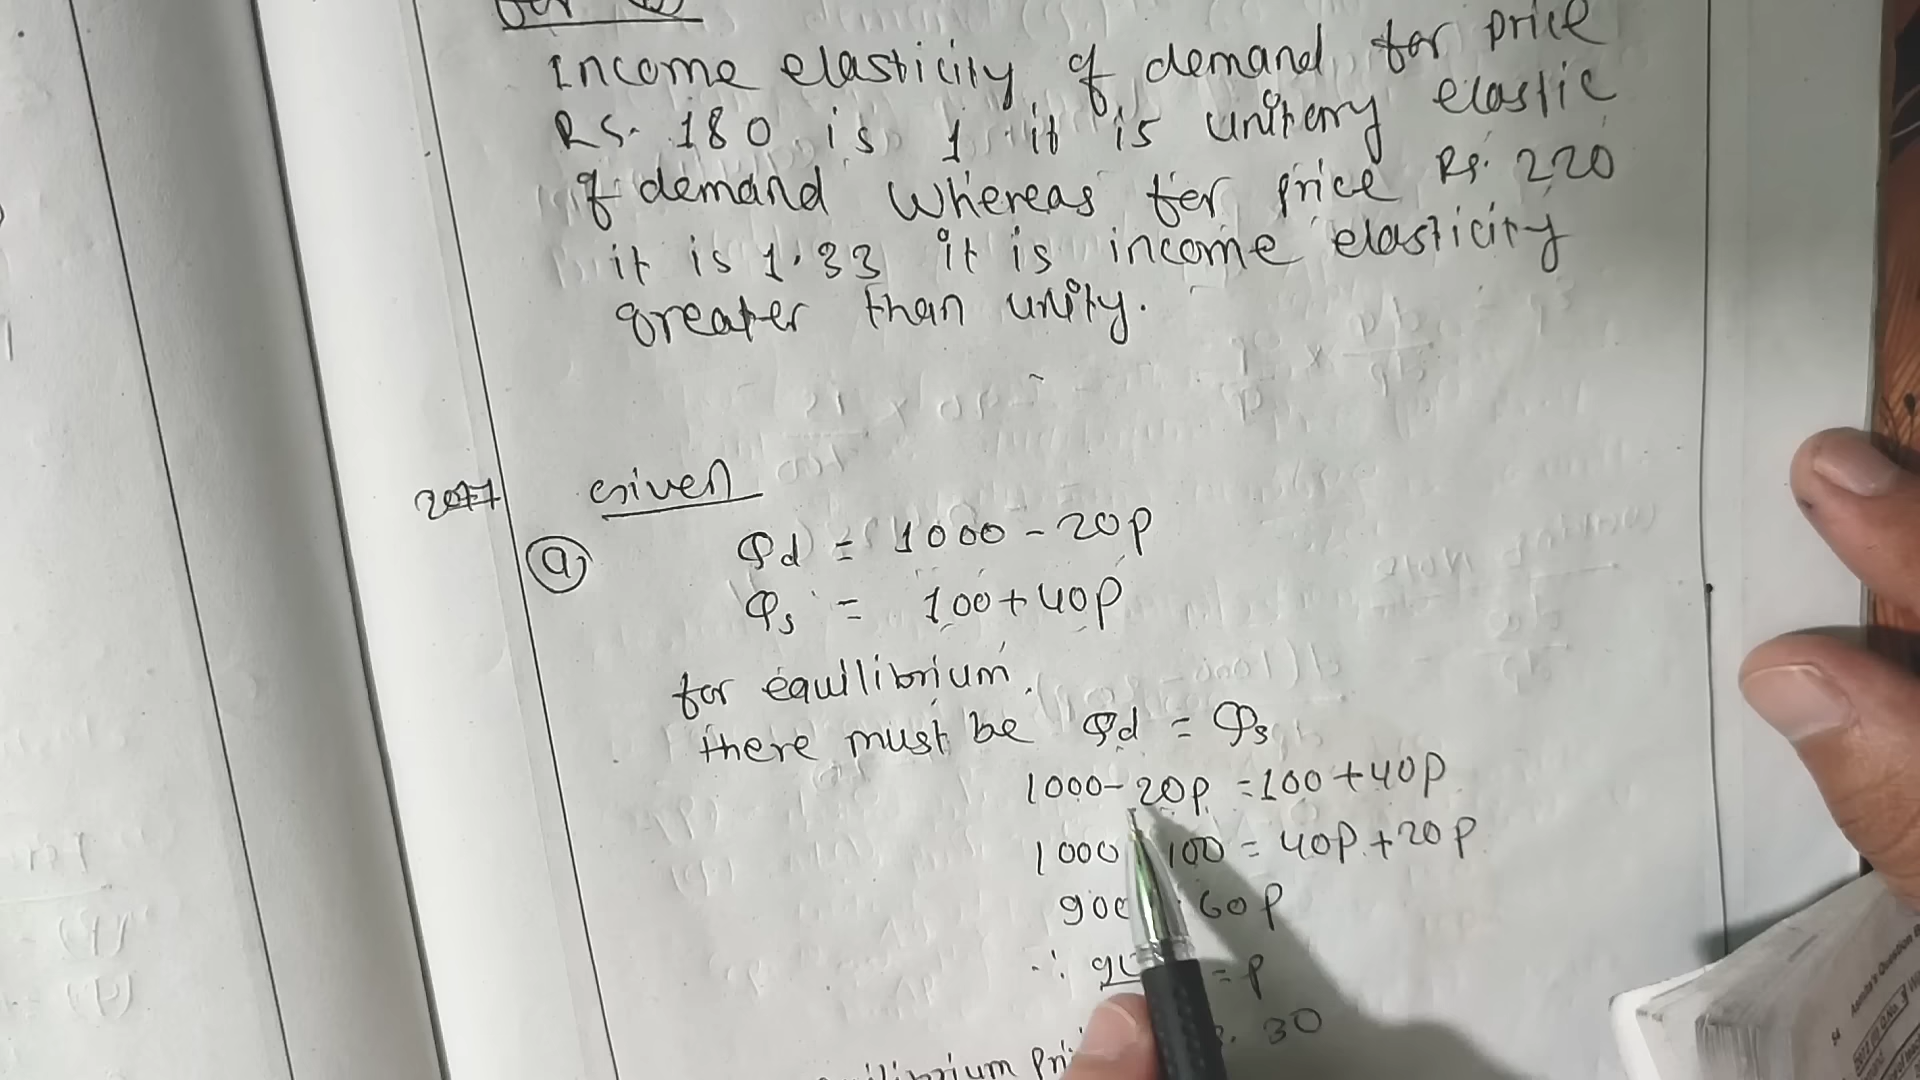 Income elasticity of demand for price
RS. 180 is 1 it is unitary elastic
of demand whereas for price Rs. 220
it is 1.33 it is income elasticity
greater than unity.
2077
Given
(a) Qd = 1000 - 20P
Qs = 100 + 40P
for equilibrium,
there must be Qd = Qs
1000 - 20P = 100 + 40P
1000 100 = 40P + 20P
60P
∴ = P
30